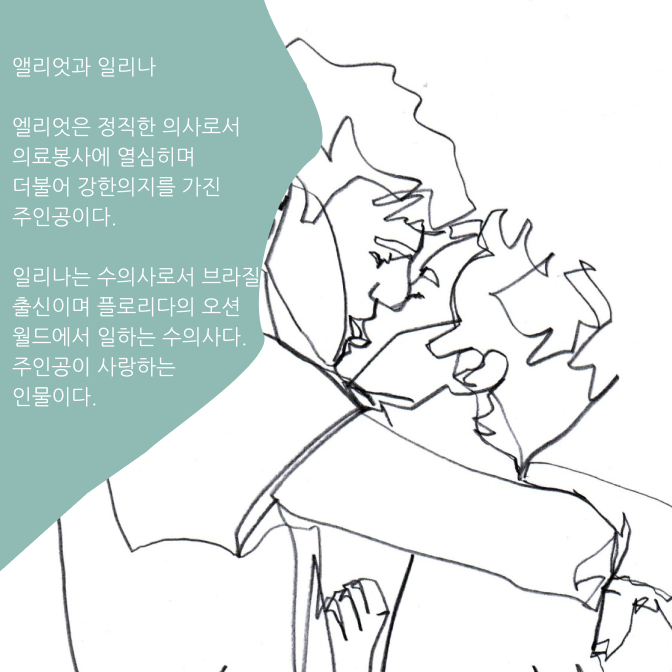 앨리엇과 일리나
엘리엇은 정직한 의사로서
의료봉사에 열심히며
더불어 강한의지를 가진
주인공이다.
일리나는 수의사로서 브라질
출신이며 플로리다의 오션
월드에서 일하는 수의사다.
주인공이 사랑하는
인물이다.